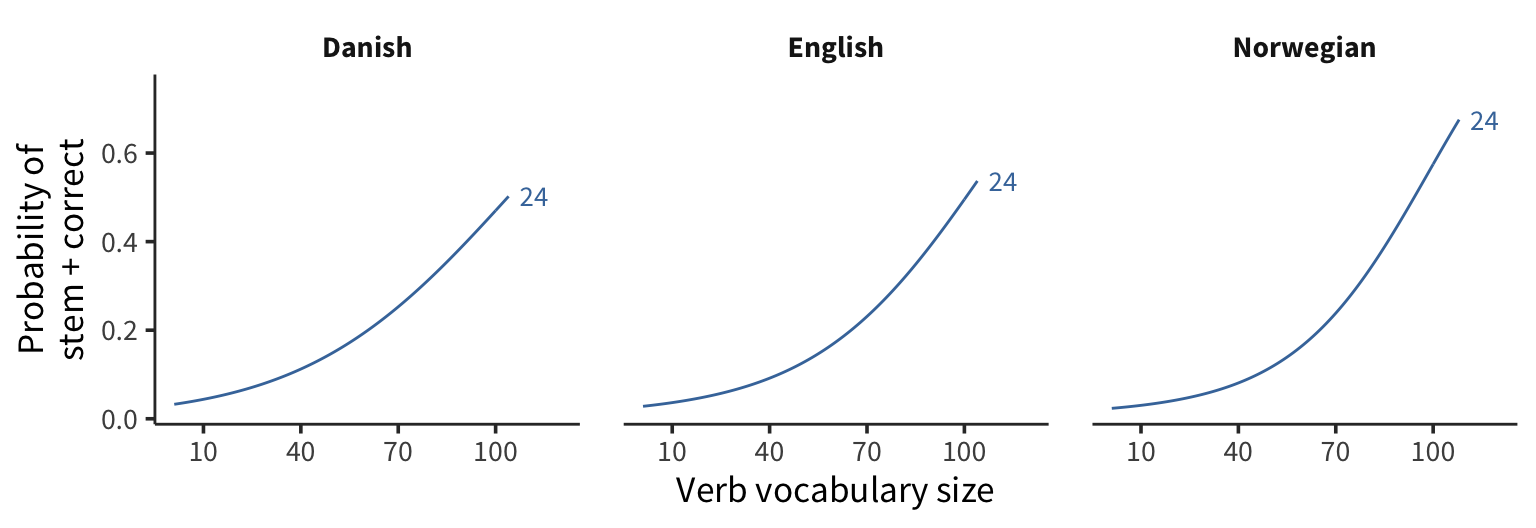 Danish
English
Norwegian
Probability of
stem + correct
0.6
0.4
0.2
0.0
24
24
24
10 40 70 100
10 40 70 100
10 40 70 100
Verb vocabulary size